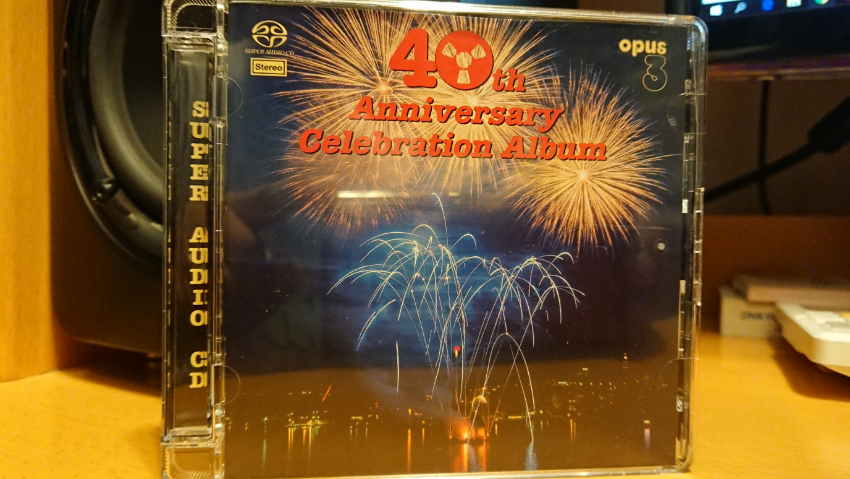 SUPER AUDIO CD
SUPER AUDIO CD
Stereo
40th
Anniversary
Celebration Album
opus
3